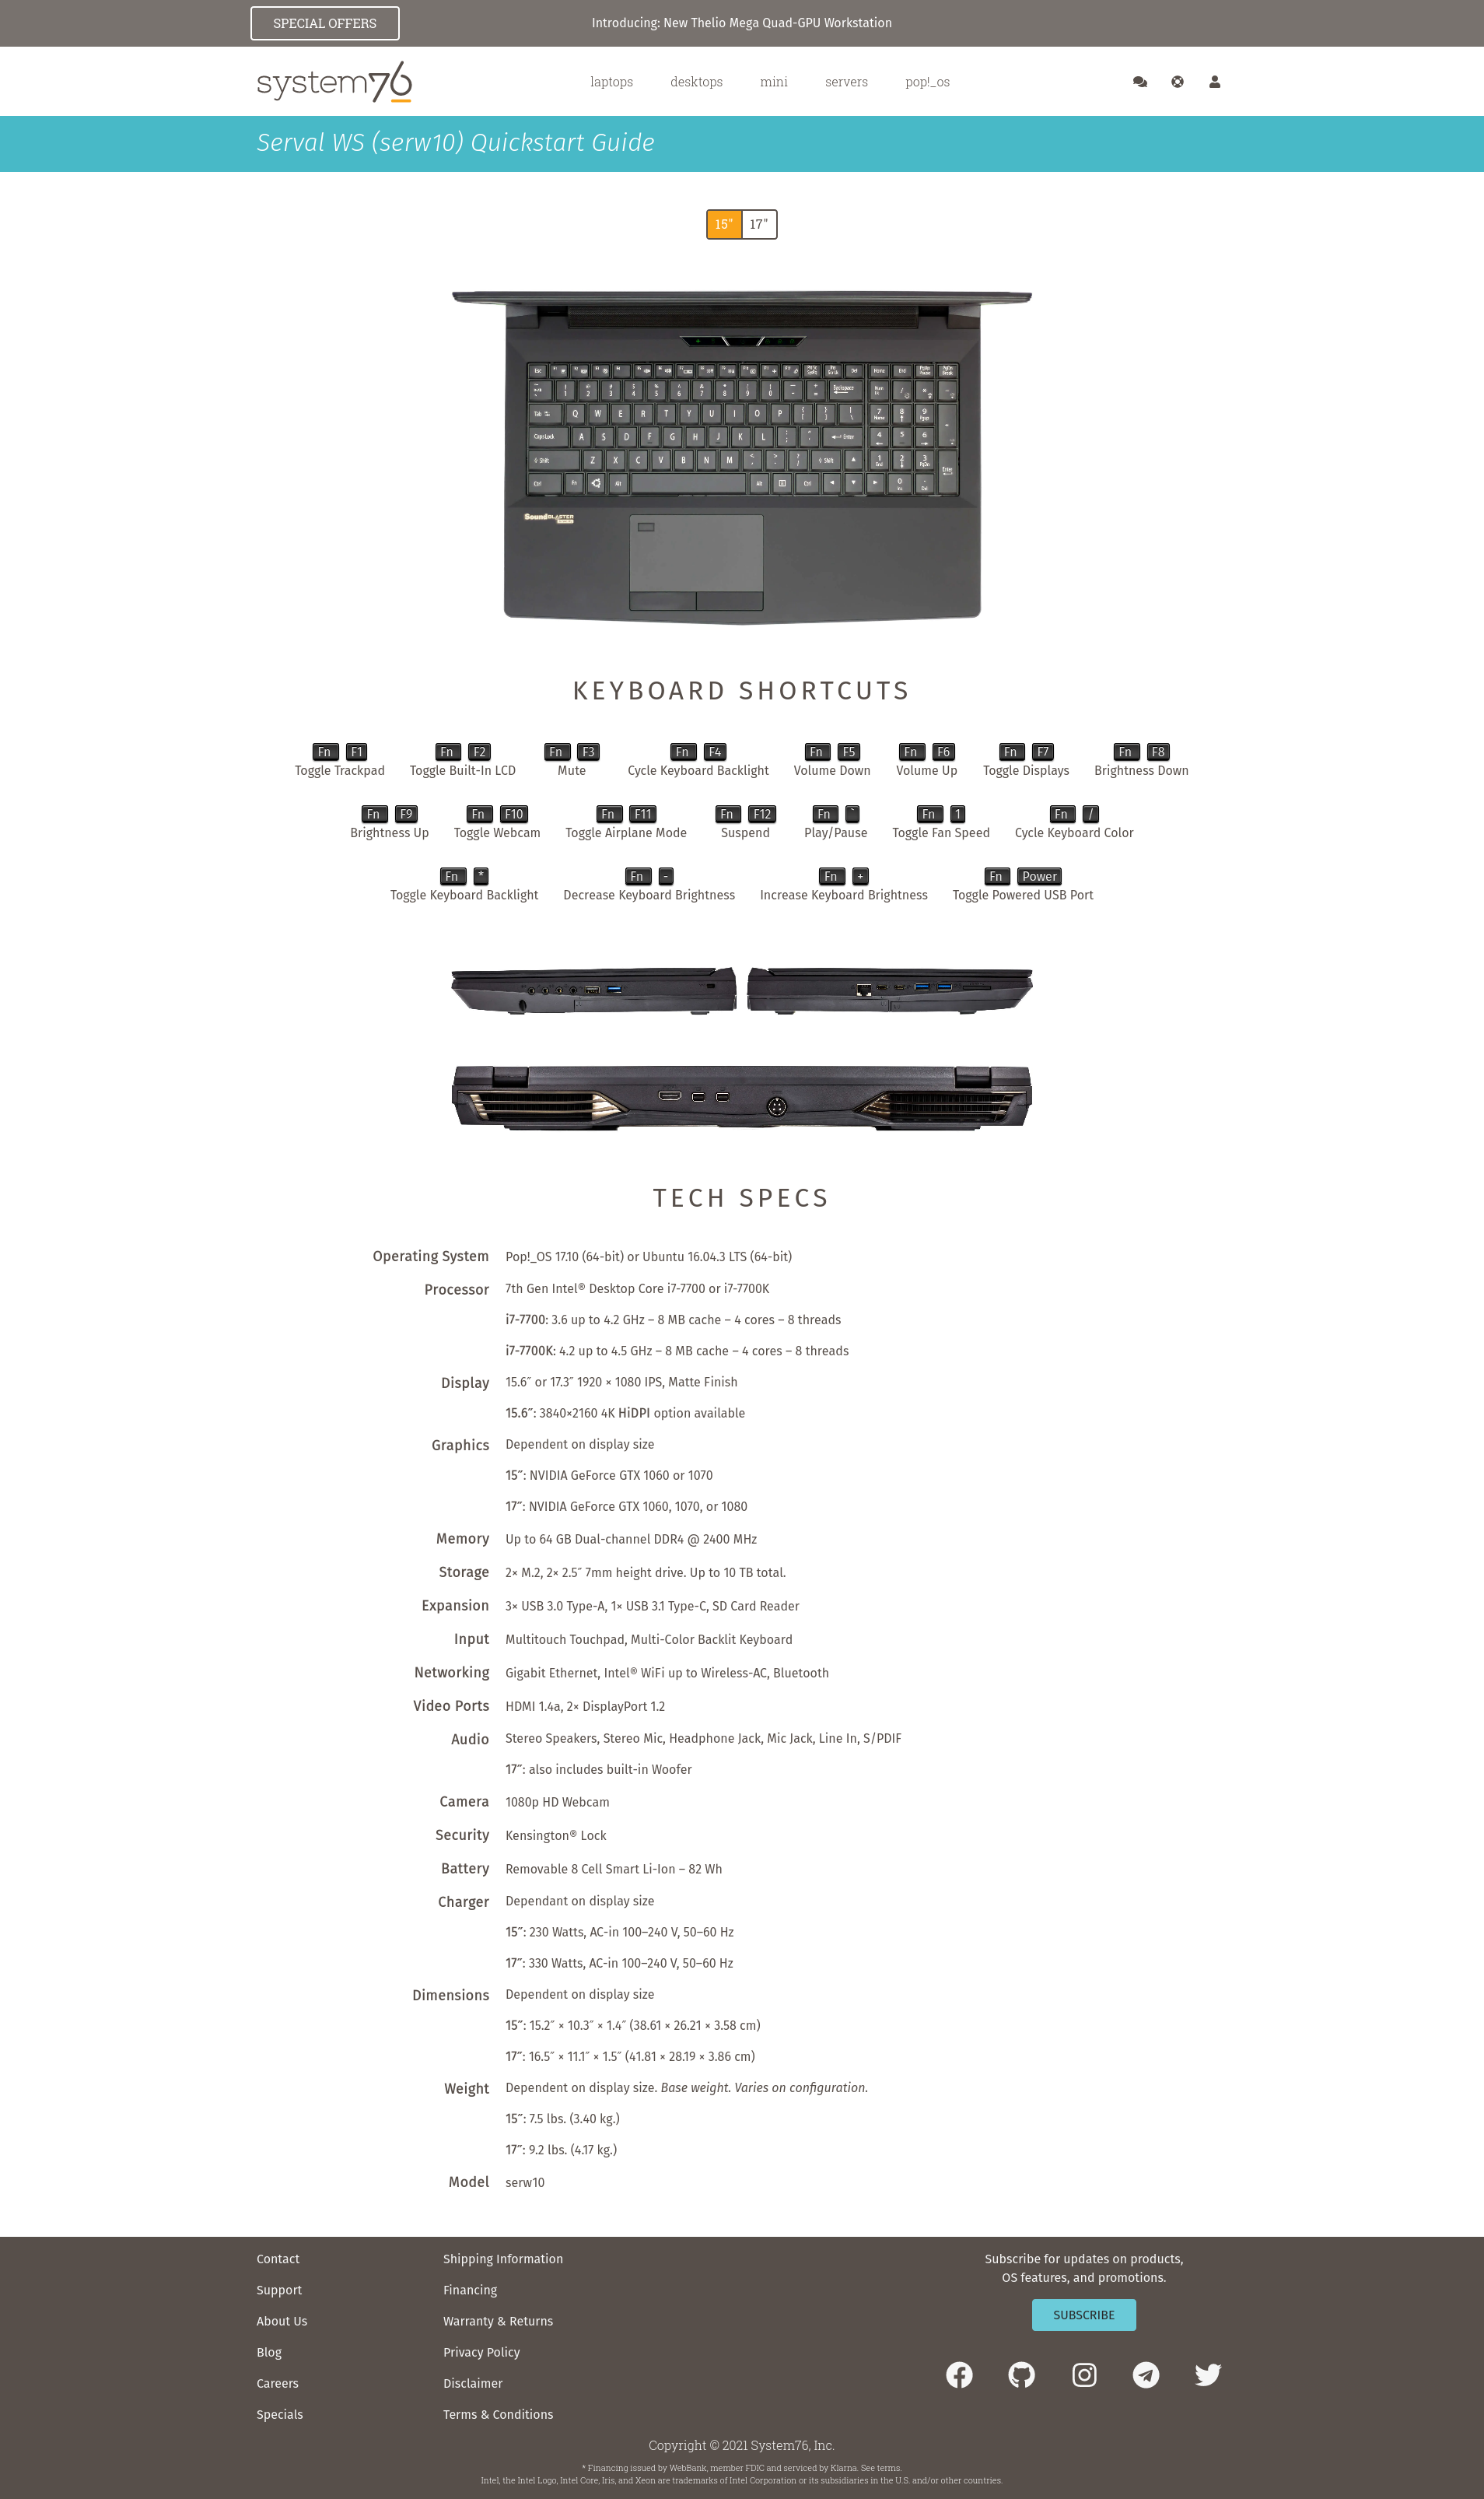 SPECIAL OFFERS
Introducing: New Thelio Mega Quad-GPU Workstation
system76
laptops desktops mini servers pop!_os
Serval WS (serw10) Quickstart Guide
15″ 17″
KEYBOARD SHORTCUTS
Fn F1 Fn F2 Fn F3 Fn F4 Fn F5 Fn F6 Fn F7 Fn F8
Toggle Trackpad Toggle Built-In LCD Mute Cycle Keyboard Backlight Volume Down Volume Up Toggle Displays Brightness Down
Fn F9 Fn F10 Fn F11 Fn F12 Fn ` Fn 1 Fn /
Brightness Up Toggle Webcam Toggle Airplane Mode Suspend Play/Pause Toggle Fan Speed Cycle Keyboard Color
Fn * Fn - Fn + Fn Power
Toggle Keyboard Backlight Decrease Keyboard Brightness Increase Keyboard Brightness Toggle Powered USB Port
TECH SPECS
Operating System Pop!_OS 17.10 (64-bit) or Ubuntu 16.04.3 LTS (64-bit)
Processor 7th Gen Intel® Desktop Core i7-7700 or i7-7700K
i7-7700: 3.6 up to 4.2 GHz – 8 MB cache – 4 cores – 8 threads
i7-7700K: 4.2 up to 4.5 GHz – 8 MB cache – 4 cores – 8 threads
Display 15.6″ or 17.3″ 1920 × 1080 IPS, Matte Finish
15.6″: 3840×2160 4K HiDPI option available
Graphics Dependent on display size
15″: NVIDIA GeForce GTX 1060 or 1070
17″: NVIDIA GeForce GTX 1060, 1070, or 1080
Memory Up to 64 GB Dual-channel DDR4 @ 2400 MHz
Storage 2× M.2, 2× 2.5″ 7mm height drive. Up to 10 TB total.
Expansion 3× USB 3.0 Type-A, 1× USB 3.1 Type-C, SD Card Reader
Input Multitouch Touchpad, Multi-Color Backlit Keyboard
Networking Gigabit Ethernet, Intel® WiFi up to Wireless-AC, Bluetooth
Video Ports HDMI 1.4a, 2× DisplayPort 1.2
Audio Stereo Speakers, Stereo Mic, Headphone Jack, Mic Jack, Line In, S/PDIF
17″: also includes built-in Woofer
Camera 1080p HD Webcam
Security Kensington® Lock
Battery Removable 8 Cell Smart Li-Ion – 82 Wh
Charger Dependant on display size
15″: 230 Watts, AC-in 100–240 V, 50–60 Hz
17″: 330 Watts, AC-in 100–240 V, 50–60 Hz
Dimensions Dependent on display size
15″: 15.2″ × 10.3″ × 1.4″ (38.61 × 26.21 × 3.58 cm)
17″: 16.5″ × 11.1″ × 1.5″ (41.81 × 28.19 × 3.86 cm)
Weight Dependent on display size. Base weight. Varies on configuration.
15″: 7.5 lbs. (3.40 kg.)
17″: 9.2 lbs. (4.17 kg.)
Model serw10
Contact
Support
About Us
Blog
Careers
Specials
Shipping Information
Financing
Warranty & Returns
Privacy Policy
Disclaimer
Terms & Conditions
Subscribe for updates on products,
OS features, and promotions.
SUBSCRIBE
Copyright © 2021 System76, Inc.
* Financing issued by WebBank, member FDIC and serviced by Klarna. See terms.
Intel, the Intel Logo, Intel Core, Iris, and Xeon are trademarks of Intel Corporation or its subsidiaries in the U.S. and/or other countries.